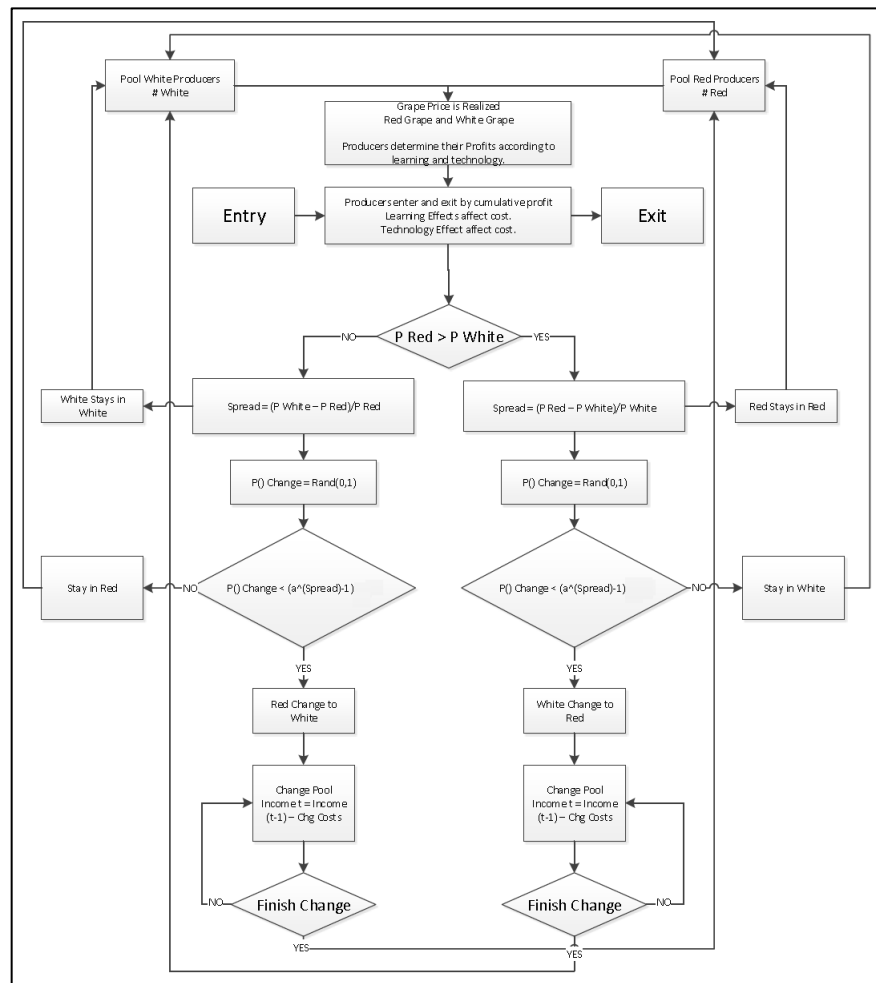 Pool White Producers
# White
Pool Red Producers
# Red
Grape Price is Realized
Red Grape and White Grape
Producers determine their Profits according to
learning and technology.
Entry
Producers enter and exit by cumulative profit
Learning Effects affect cost.
Technology Effect affect cost.
Exit
P Red > P White
NO
YES
White Stays in
White
Spread = (P White – P Red)/P Red
Spread = (P Red – P White)/P White
Red Stays in Red
P() Change = Rand(0,1)
P() Change = Rand(0,1)
Stay in Red
NO
P() Change < (a^(Spread)-1)
P() Change < (a^(Spread)-1)
NO
Stay in White
YES
YES
Red Change to
White
White Change to
Red
Change Pool
Income t = Income
(t-1) – Chg Costs
Change Pool
Income t = Income
(t-1) – Chg Costs
NO
Finish Change
Finish Change
NO
YES
YES